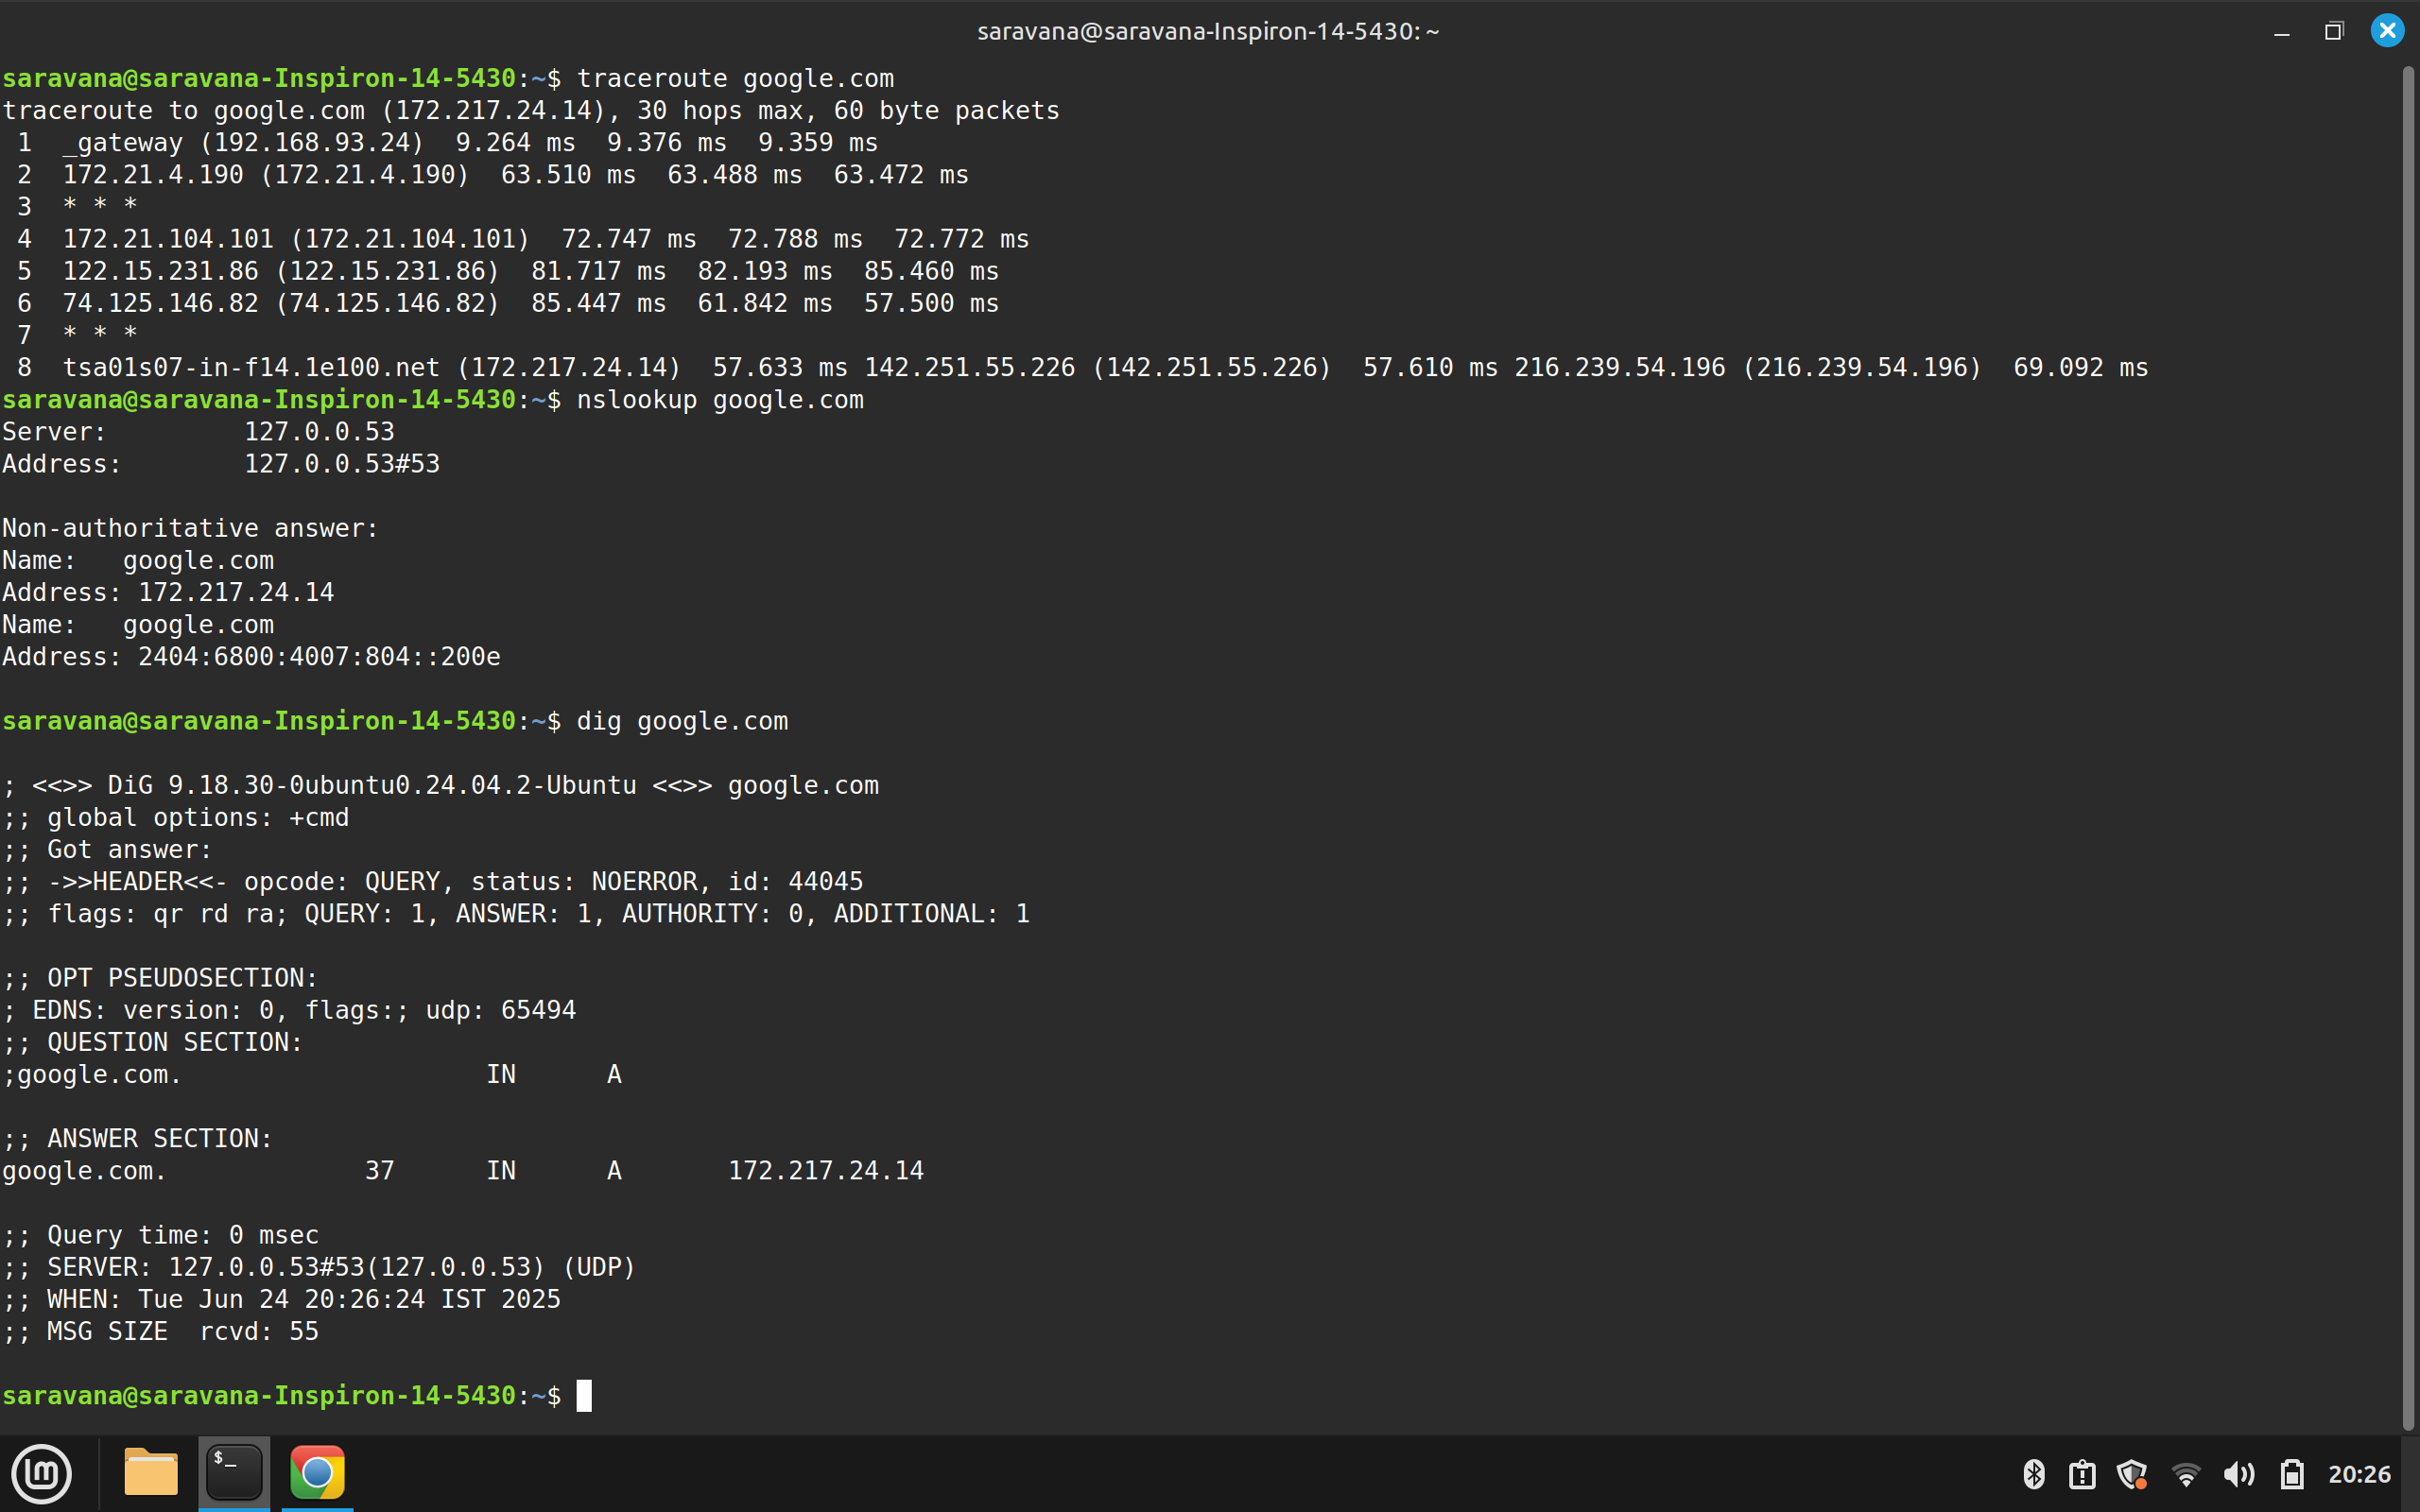 saravana@saravana-Inspiron-14-5430: ~
saravana@saravana-Inspiron-14-5430:~$ traceroute google.com
traceroute to google.com (172.217.24.14), 30 hops max, 60 byte packets
 1  _gateway (192.168.93.24)  9.264 ms  9.376 ms  9.359 ms
 2  172.21.4.190 (172.21.4.190)  63.510 ms  63.488 ms  63.472 ms
 3  * * *
 4  172.21.104.101 (172.21.104.101)  72.747 ms  72.788 ms  72.772 ms
 5  122.15.231.86 (122.15.231.86)  81.717 ms  82.193 ms  85.460 ms
 6  74.125.146.82 (74.125.146.82)  85.447 ms  61.842 ms  57.500 ms
 7  * * *
 8  tsa01s07-in-f14.1e100.net (172.217.24.14)  57.633 ms 142.251.55.226 (142.251.55.226)  57.610 ms 216.239.54.196 (216.239.54.196)  69.092 ms
saravana@saravana-Inspiron-14-5430:~$ nslookup google.com
Server:         127.0.0.53
Address:        127.0.0.53#53

Non-authoritative answer:
Name:   google.com
Address: 172.217.24.14
Name:   google.com
Address: 2404:6800:4007:804::200e

saravana@saravana-Inspiron-14-5430:~$ dig google.com

; <<>> DiG 9.18.30-0ubuntu0.24.04.2-Ubuntu <<>> google.com
;; global options: +cmd
;; Got answer:
;; ->>HEADER<<- opcode: QUERY, status: NOERROR, id: 44045
;; flags: qr rd ra; QUERY: 1, ANSWER: 1, AUTHORITY: 0, ADDITIONAL: 1

;; OPT PSEUDOSECTION:
; EDNS: version: 0, flags:; udp: 65494
;; QUESTION SECTION:
;google.com.                    IN      A

;; ANSWER SECTION:
google.com.             37      IN      A       172.217.24.14

;; Query time: 0 msec
;; SERVER: 127.0.0.53#53(127.0.0.53) (UDP)
;; WHEN: Tue Jun 24 20:26:24 IST 2025
;; MSG SIZE  rcvd: 55

saravana@saravana-Inspiron-14-5430:~$
$_
20:26